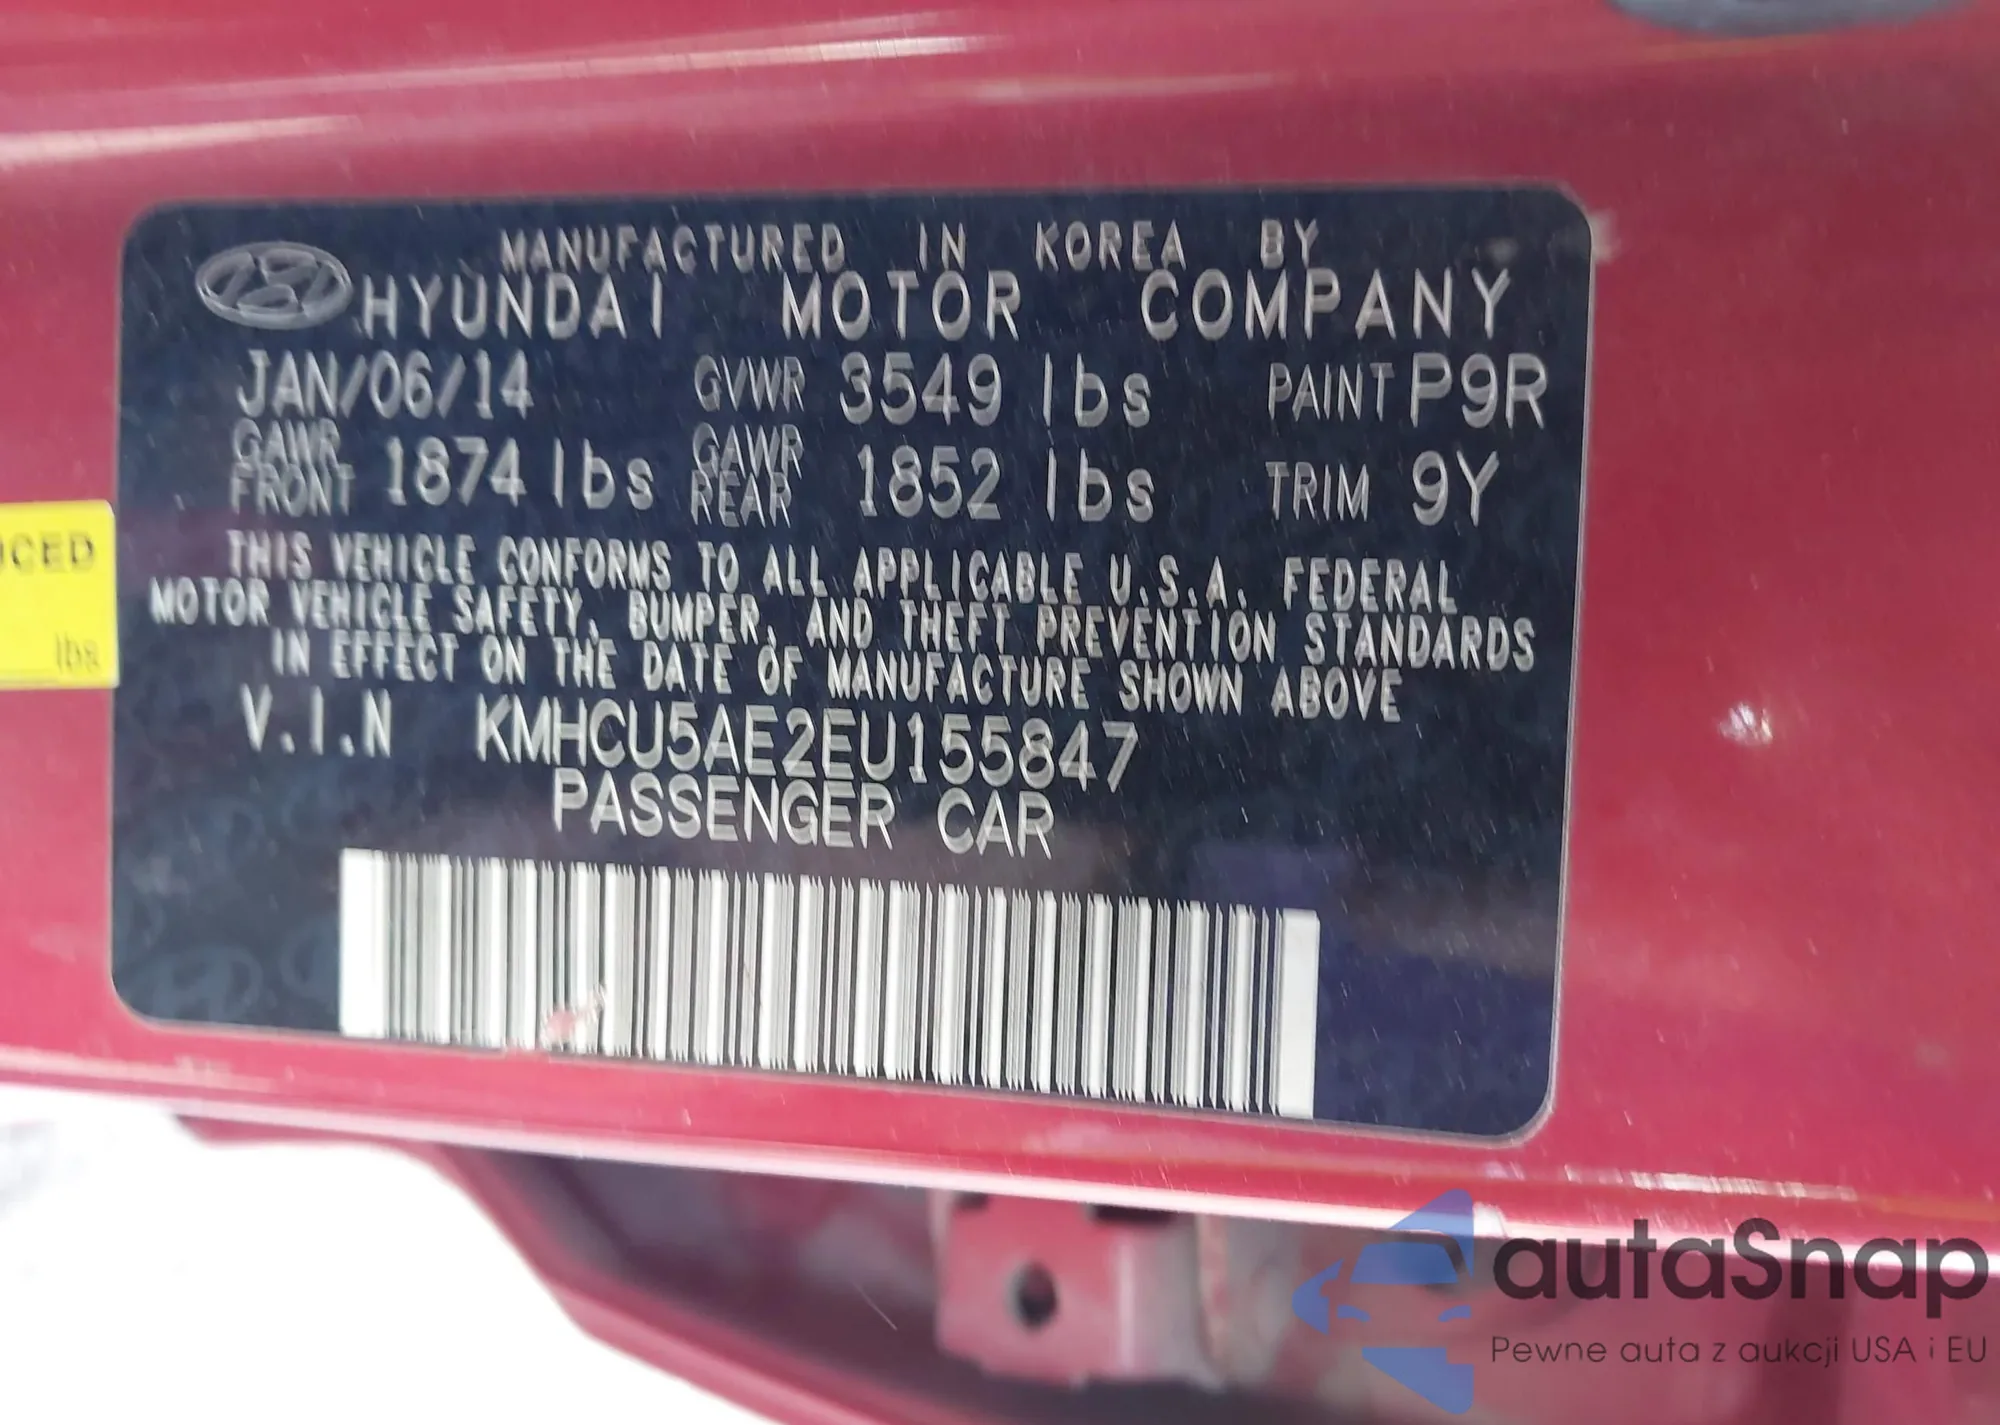 MANUFACTURED IN KOREA BY
HYUNDAI MOTOR COMPANY
JAN/06/14 GVWR 3549 lbs PAINT P9R
GAWR FRONT 1874 lbs GAWR REAR 1852 lbs TRIM 9Y
THIS VEHICLE CONFORMS TO ALL APPLICABLE U.S.A. FEDERAL
MOTOR VEHICLE SAFETY, BUMPER, AND THEFT PREVENTION STANDARDS
IN EFFECT ON THE DATE OF MANUFACTURE SHOWN ABOVE
V.I.N KMHCU5AE2EU155847
PASSENGER CAR
lbs
autaSnap
Pewne auta z aukcji USA i EU